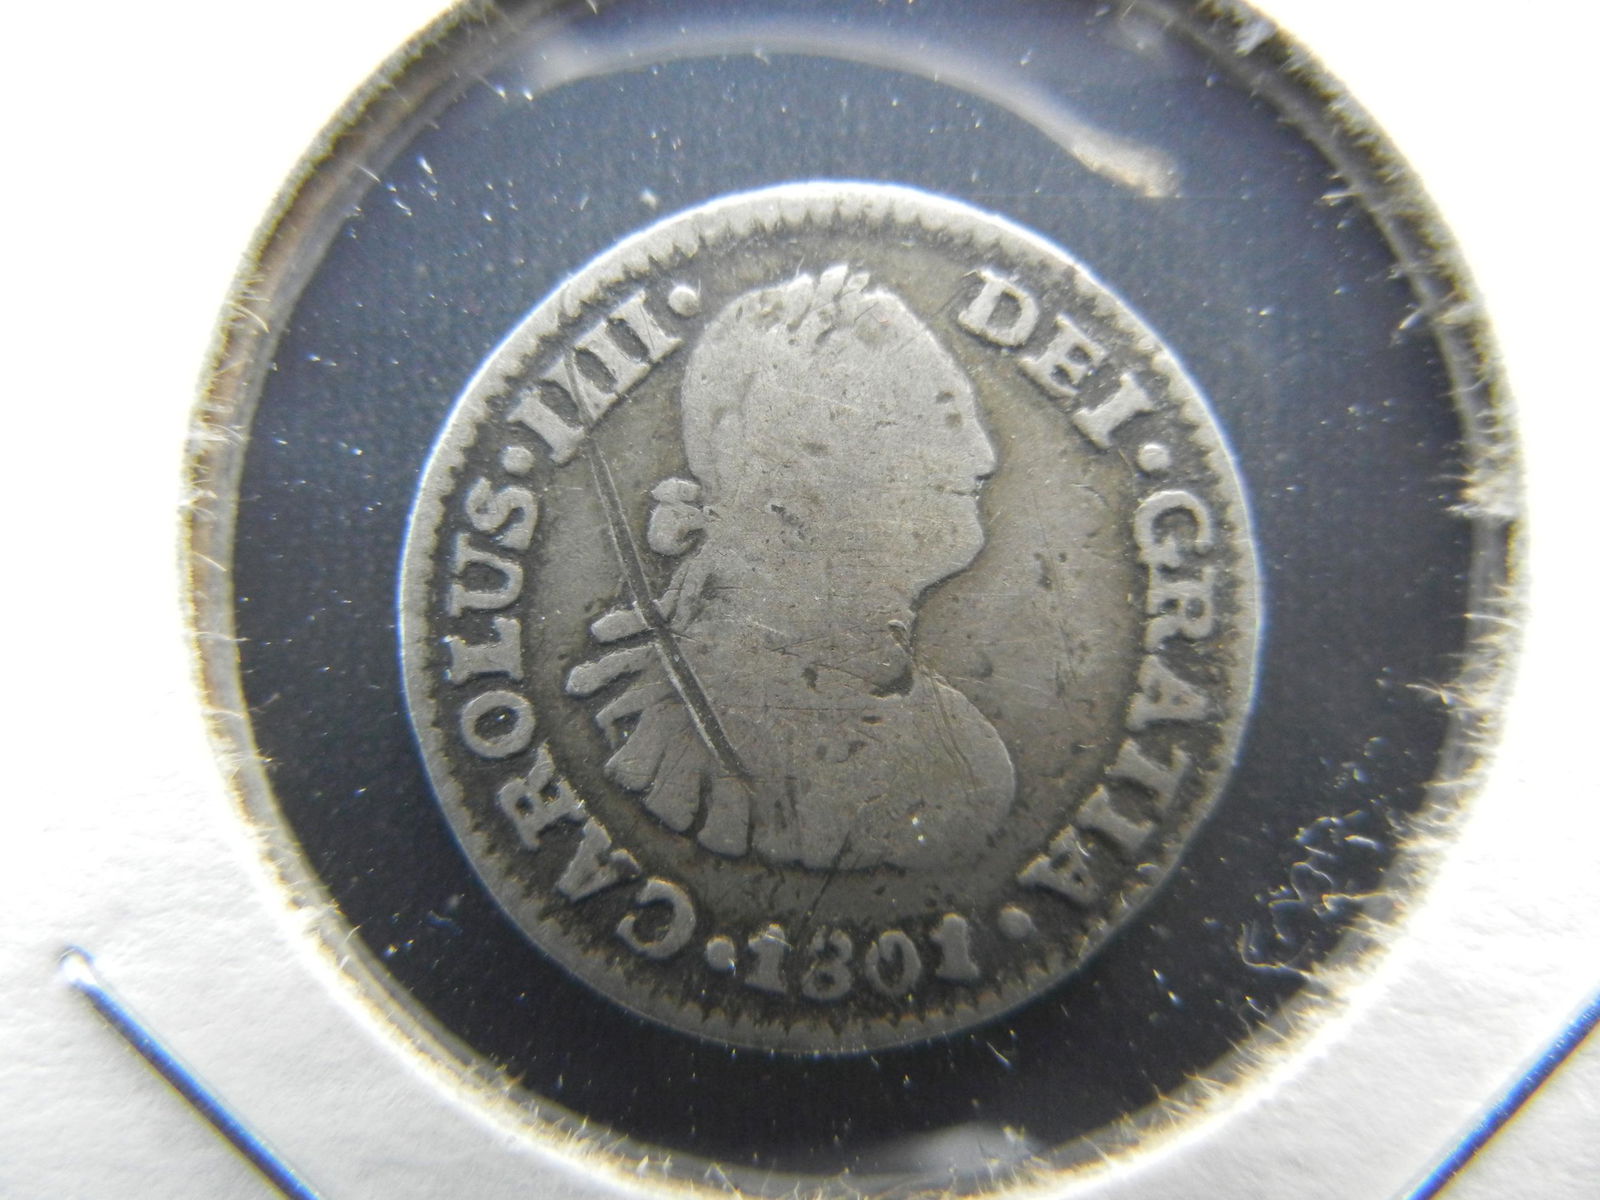 ·CAROLUS·IIII· DEI·GRATIA·
1801